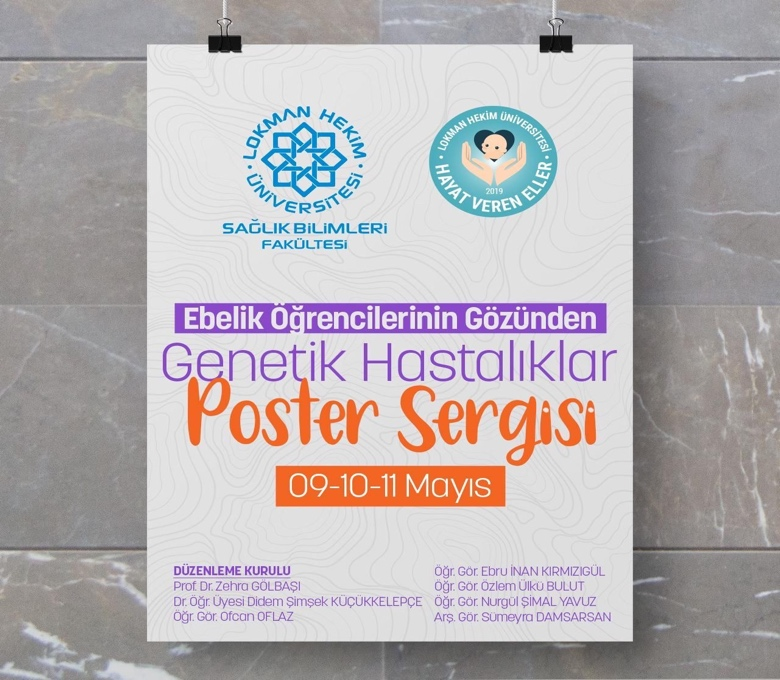 LOKMAN HEKİM
ÜNİVERSİTESİ
SAĞLIK BİLİMLERİ
FAKÜLTESİ
LOKMAN HEKİM ÜNİVERSİTESİ
2019
HAYAT VEREN ELLER
Ebelik Öğrencilerinin Gözünden
Genetik Hastalıklar
Poster Sergisi
09-10-11 Mayıs
DÜZENLEME KURULU
Prof. Dr. Zehra GÖLBAŞI
Dr. Öğr. Üyesi Didem Şimşek KÜÇÜKKELEPÇE
Öğr. Gör. Ofcan OFLAZ
Öğr. Gör. Ebru İNAN KIRMIZIGÜL
Öğr. Gör. Özlem Ülkü BULUT
Öğr. Gör. Nurgül ŞİMAL YAVUZ
Arş. Gör. Sümeyra DAMSARSAN